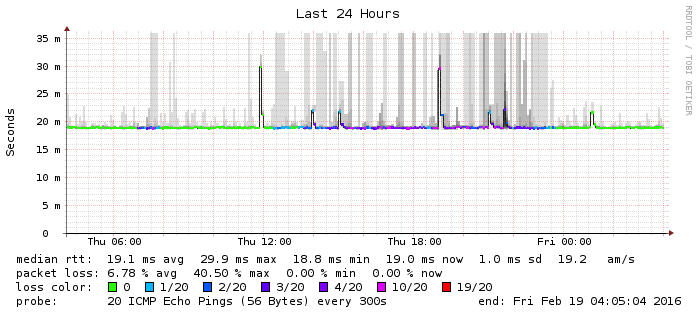 Last 24 Hours
RRDTOOL / TOBI OETIKER
Seconds
35 m
30 m
25 m
20 m
15 m
10 m
5 m
0
Thu 06:00 Thu 12:00 Thu 18:00 Fri 00:00
median rtt: 19.1 ms avg 29.9 ms max 18.8 ms min 19.0 ms now 1.0 ms sd 19.2 am/s
packet loss: 6.78 % avg 40.50 % max 0.00 % min 0.00 % now
loss color: 0 1/20 2/20 3/20 4/20 10/20 19/20
probe: 20 ICMP Echo Pings (56 Bytes) every 300s end: Fri Feb 19 04:05:04 2016